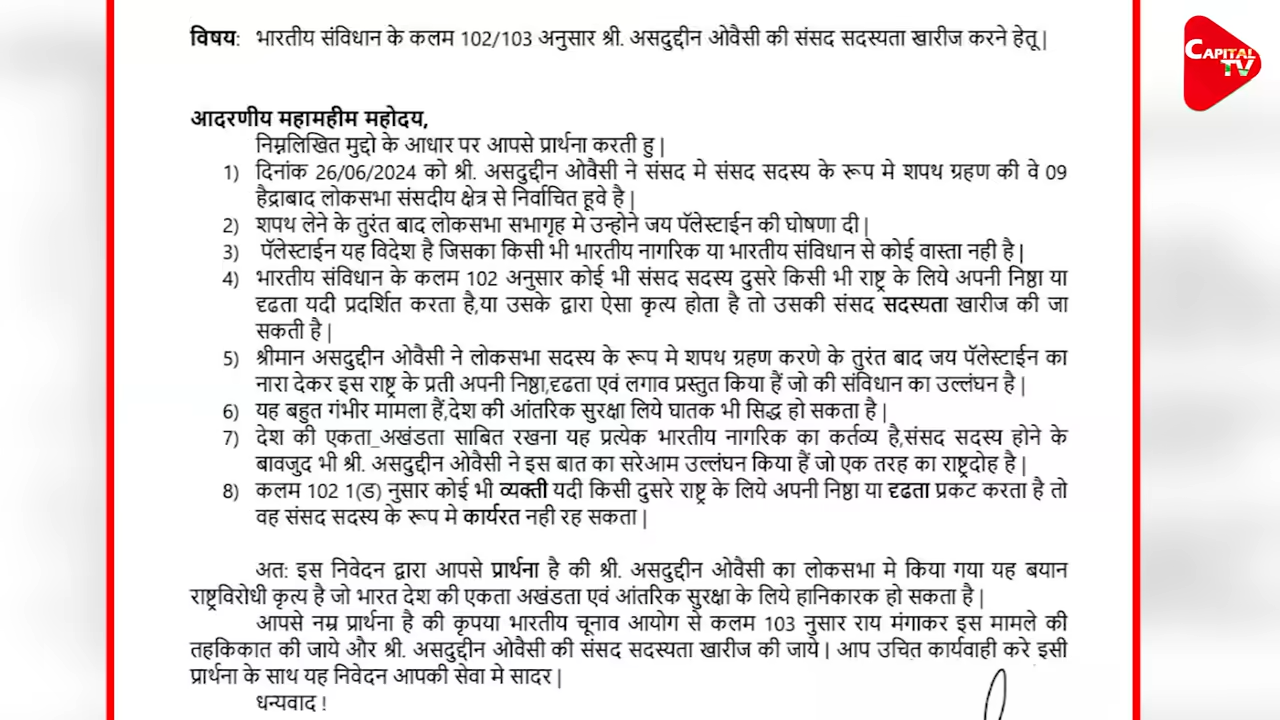 CAPITAL
TV
विषय: भारतीय संविधान के कलम 102/103 अनुसार श्री. असदुद्दीन ओवैसी की संसद सदस्यता खारीज करने हेतू |
आदरणीय महामहीम महोदय,
निम्नलिखित मुद्दो के आधार पर आपसे प्रार्थना करती हु |
1) दिनांक 26/06/2024 को श्री. असदुद्दीन ओवैसी ने संसद मे संसद सदस्य के रूप मे शपथ ग्रहण की वे 09
हैद्राबाद लोकसभा संसदीय क्षेत्र से निर्वाचित हूवे है |
2) शपथ लेने के तुरंत बाद लोकसभा सभागृह मे उन्होने जय पॅलेस्टाईन की घोषणा दी |
3) पॅलेस्टाईन यह विदेश है जिसका किसी भी भारतीय नागरिक या भारतीय संविधान से कोई वास्ता नही है |
4) भारतीय संविधान के कलम 102 अनुसार कोई भी संसद सदस्य दुसरे किसी भी राष्ट्र के लिये अपनी निष्ठा या
दृढता यदी प्रदर्शित करता है,या उसके द्वारा ऐसा कृत्य होता है तो उसकी संसद सदस्यता खारीज की जा
सकती है |
5) श्रीमान असदुद्दीन ओवैसी ने लोकसभा सदस्य के रूप मे शपथ ग्रहण करणे के तुरंत बाद जय पॅलेस्टाईन का
नारा देकर इस राष्ट्र के प्रती अपनी निष्ठा,दृढता एवं लगाव प्रस्तुत किया हैं जो की संविधान का उल्लंघन है |
6) यह बहुत गंभीर मामला हैं,देश की आंतरिक सुरक्षा लिये घातक भी सिद्ध हो सकता है |
7) देश की एकता_अखंडता साबित रखना यह प्रत्येक भारतीय नागरिक का कर्तव्य है,संसद सदस्य होने के
बावजुद भी श्री. असदुद्दीन ओवैसी ने इस बात का सरेआम उल्लंघन किया हैं जो एक तरह का राष्ट्रदोह है |
8) कलम 102 1(ड) नुसार कोई भी व्यक्ती यदी किसी दुसरे राष्ट्र के लिये अपनी निष्ठा या दृढता प्रकट करता है तो
वह संसद सदस्य के रूप मे कार्यरत नही रह सकता |
अत: इस निवेदन द्वारा आपसे प्रार्थना है की श्री. असदुद्दीन ओवैसी का लोकसभा मे किया गया यह बयान
राष्ट्रविरोधी कृत्य है जो भारत देश की एकता अखंडता एवं आंतरिक सुरक्षा के लिये हानिकारक हो सकता है |
आपसे नम्र प्रार्थना है की कृपया भारतीय चूनाव आयोग से कलम 103 नुसार राय मंगाकर इस मामले की
तहकिकात की जाये और श्री. असदुद्दीन ओवैसी की संसद सदस्यता खारीज की जाये | आप उचित कार्यवाही करे इसी
प्रार्थना के साथ यह निवेदन आपकी सेवा मे सादर |
धन्यवाद !